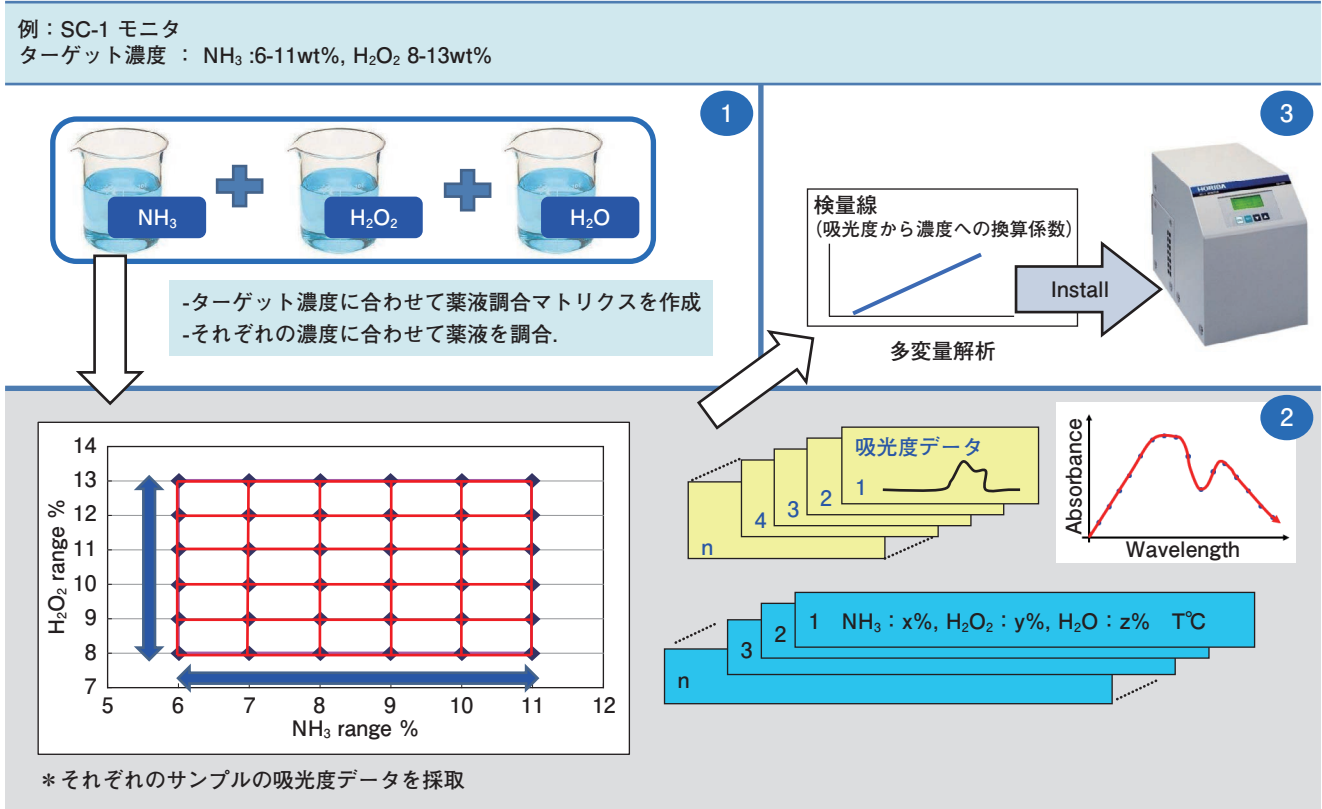 例：SC-1 モニタ
ターゲット濃度 ： NH₃ :6-11wt%, H₂O₂ 8-13wt%
1
NH₃
H₂O₂
H₂O
-ターゲット濃度に合わせて薬液調合マトリクスを作成
-それぞれの濃度に合わせて薬液を調合.
3
検量線
（吸光度から濃度への換算係数）
Install
HORIBA
多変量解析
2
H₂O₂ range %
14
13
12
11
10
9
8
7
5 6 7 8 9 10 11 12
NH₃ range %
＊それぞれのサンプルの吸光度データを採取
吸光度データ
1
2
3
4
n
Absorbance
Wavelength
1 NH₃：x%, H₂O₂：y%, H₂O：z% T℃
2
3
n